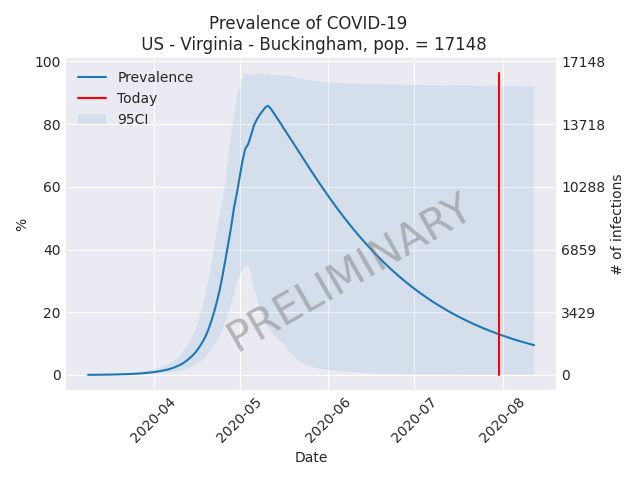 Prevalence of COVID-19
US - Virginia - Buckingham, pop. = 17148
Prevalence
Today
95CI
100
80
60
40
20
0
%
17148
13718
10288
6859
3429
0
# of infections
PRELIMINARY
2020-04
2020-05
2020-06
2020-07
2020-08
Date